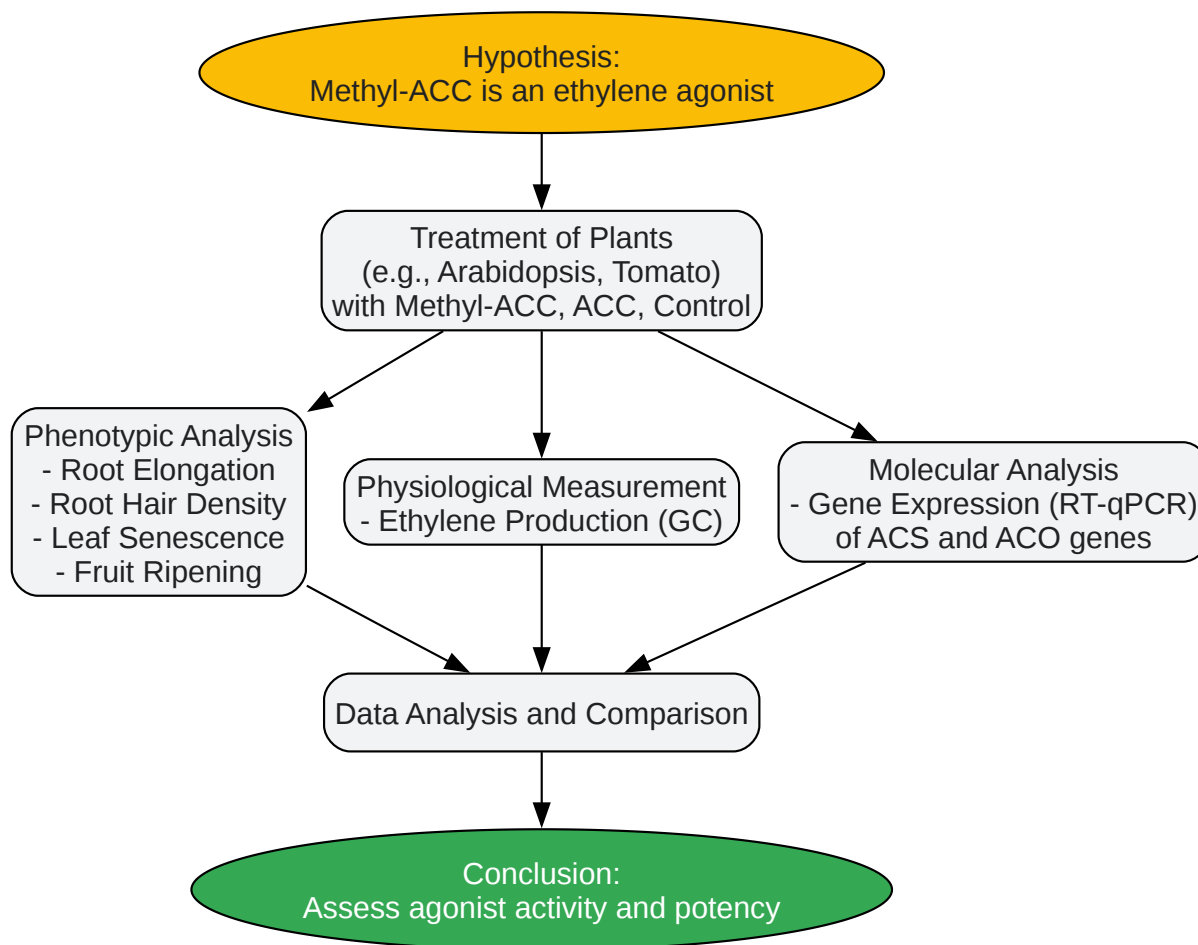 Hypothesis:
Methyl-ACC is an ethylene agonist
Treatment of Plants
(e.g., Arabidopsis, Tomato)
with Methyl-ACC, ACC, Control
Phenotypic Analysis
- Root Elongation
- Root Hair Density
- Leaf Senescence
- Fruit Ripening
Physiological Measurement
- Ethylene Production (GC)
Molecular Analysis
- Gene Expression (RT-qPCR)
of ACS and ACO genes
Data Analysis and Comparison
Conclusion:
Assess agonist activity and potency